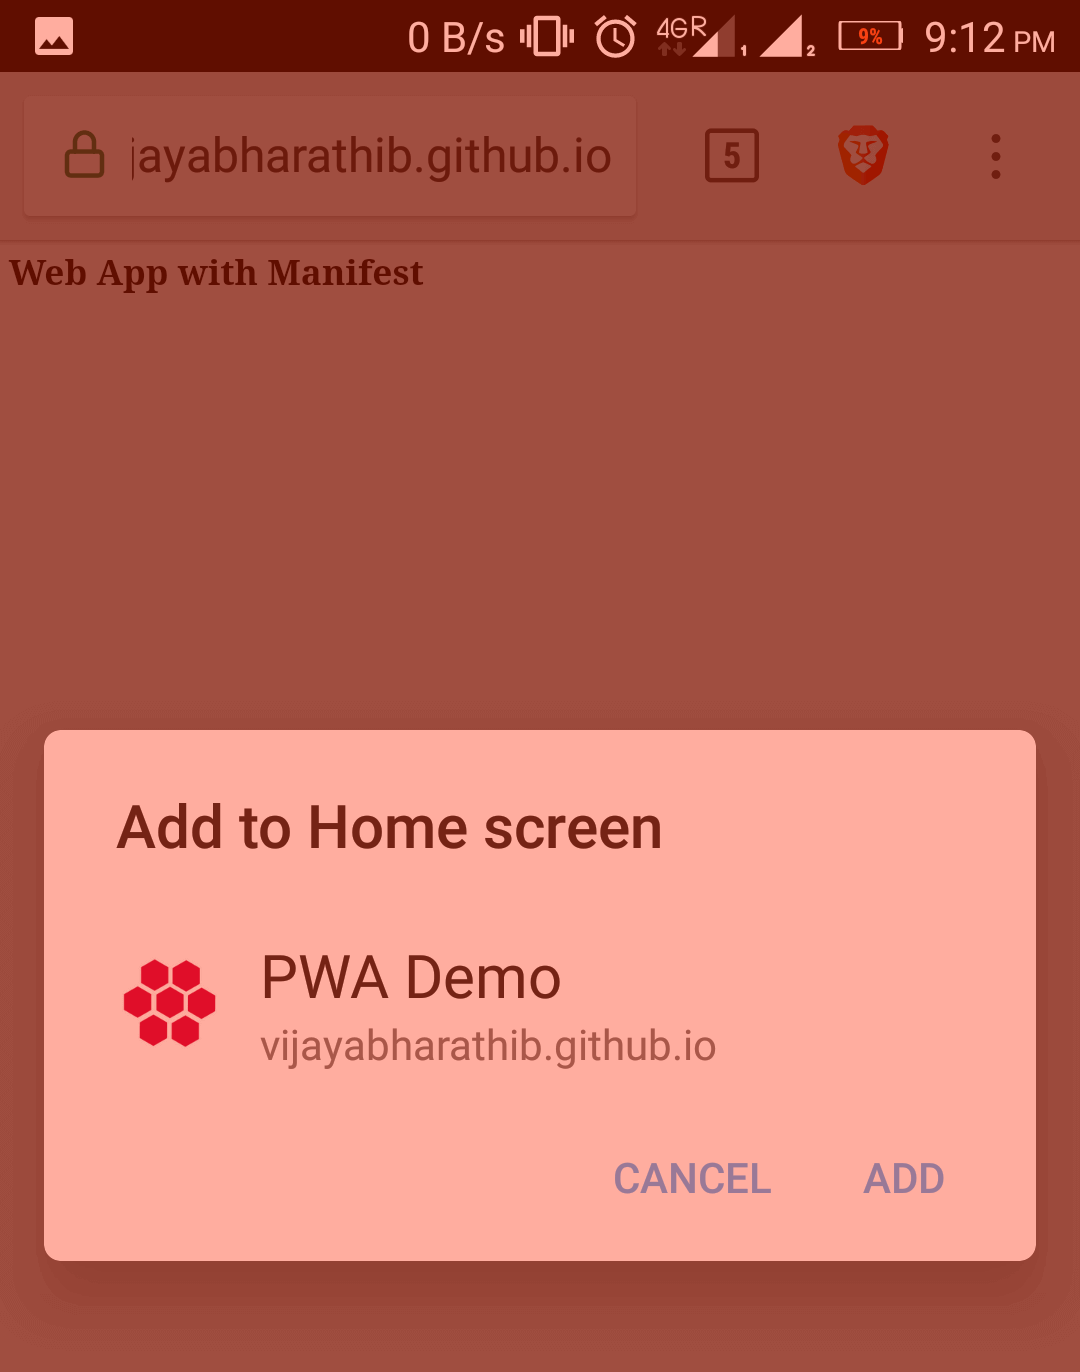 0 B/s 4G R 1 2 9% 9:12 PM
jayabharathib.github.io 5
Web App with Manifest
Add to Home screen
PWA Demo
vijayabharathib.github.io
CANCEL ADD